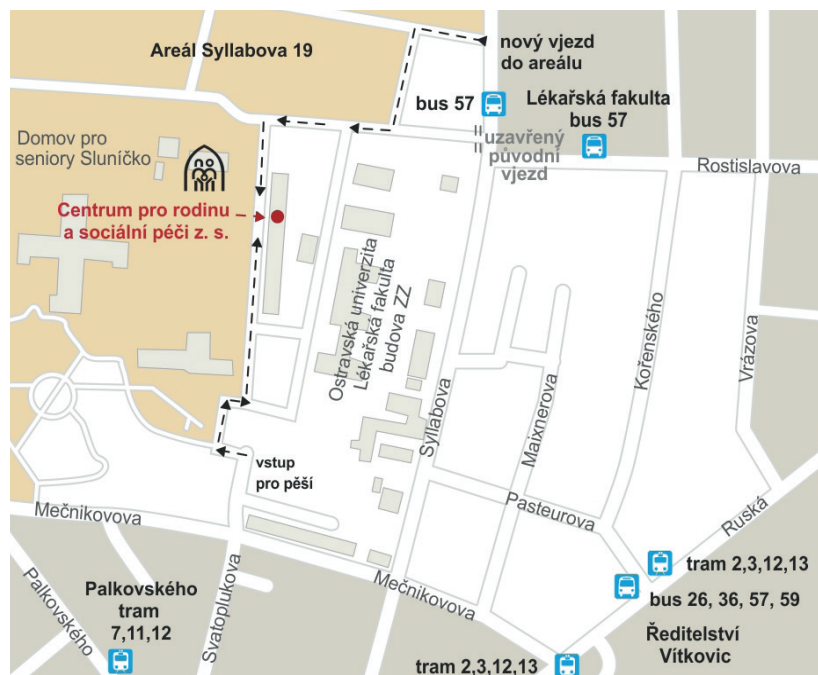 Areál Syllabova 19
nový vjezd
do areálu
bus 57
Lékařská fakulta
bus 57
Domov pro
seniory Sluníčko
uzavřený
původní
vjezd
Rostislavova
Centrum pro rodinu
a sociální péči z. s.
Ostravská univerzita
Lékařská fakulta
budova ZZ
Kořenského
Vrázova
Syllabova
Maixnerova
vstup
pro pěší
Mečnikovova
Pasteurova
Ruská
Palkovského
Palkovského
tram
7,11,12
Svatoplukova
Mečnikovova
tram 2,3,12,13
bus 26, 36, 57, 59
Ředitelství
Vítkovic
tram 2,3,12,13